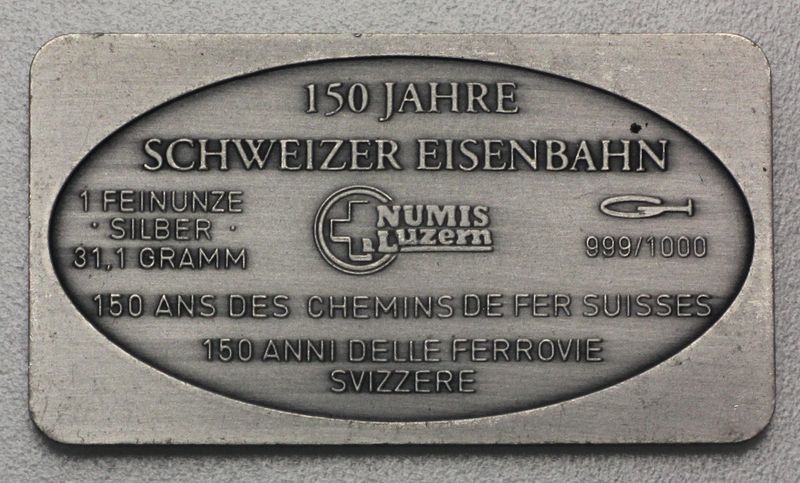 150 JAHRE
SCHWEIZER EISENBAHN
1 FEINUNZE
· SILBER ·
31,1 GRAMM
NUMIS
Luzern
999/1000
150 ANS DES CHEMINS DE FER SUISSES
150 ANNI DELLE FERROVIE
SVIZZERE